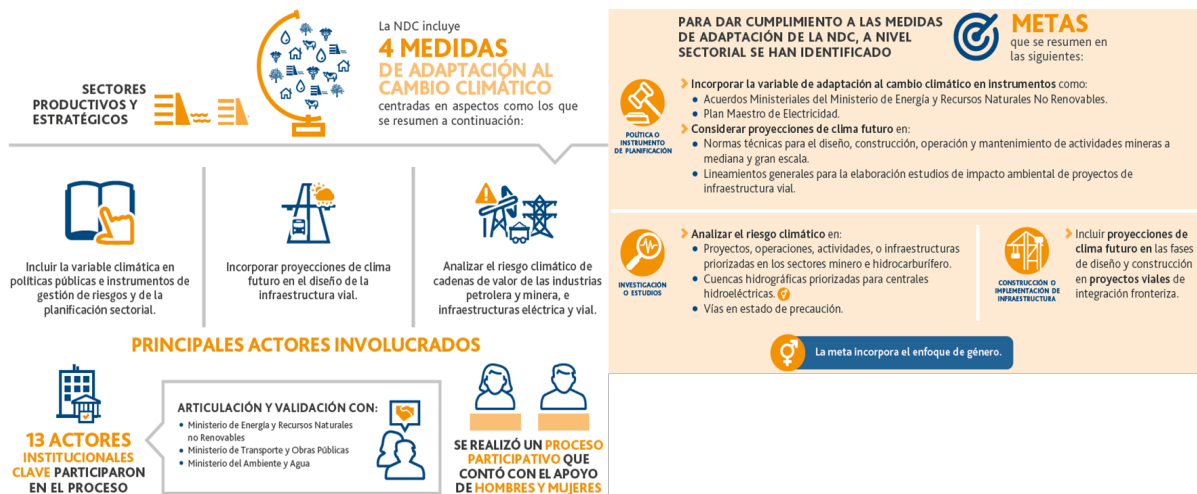 SECTORES
PRODUCTIVOS Y
ESTRATÉGICOS
La NDC incluye
4 MEDIDAS
DE ADAPTACIÓN AL
CAMBIO CLIMÁTICO
centradas en aspectos como los que
se resumen a continuación:
Incluir la variable climática en
políticas públicas e instrumentos de
gestión de riesgos y de la
planificación sectorial.
Incorporar proyecciones de clima
futuro en el diseño de la
infraestructura vial.
Analizar el riesgo climático de
cadenas de valor de las industrias
petrolera y minera, e
infraestructuras eléctrica y vial.
PRINCIPALES ACTORES INVOLUCRADOS
13 ACTORES
INSTITUCIONALES
CLAVE PARTICIPARON
EN EL PROCESO
ARTICULACIÓN Y VALIDACIÓN CON:
• Ministerio de Energía y Recursos Naturales
no Renovables
• Ministerio de Transporte y Obras Públicas
• Ministerio del Ambiente y Agua
SE REALIZÓ UN PROCESO
PARTICIPATIVO QUE
CONTÓ CON EL APOYO
DE HOMBRES Y MUJERES
PARA DAR CUMPLIMIENTO A LAS MEDIDAS
DE ADAPTACIÓN DE LA NDC, A NIVEL
SECTORIAL SE HAN IDENTIFICADO
METAS
que se resumen en
las siguientes:
POLÍTICA O
INSTRUMENTO
DE PLANIFICACIÓN
Incorporar la variable de adaptación al cambio climático en instrumentos como:
• Acuerdos Ministeriales del Ministerio de Energía y Recursos Naturales No Renovables.
• Plan Maestro de Electricidad.
Considerar proyecciones de clima futuro en:
• Normas técnicas para el diseño, construcción, operación y mantenimiento de actividades mineras a
mediana y gran escala.
• Lineamientos generales para la elaboración estudios de impacto ambiental de proyectos de
infraestructura vial.
INVESTIGACIÓN
O ESTUDIOS
Analizar el riesgo climático en:
• Proyectos, operaciones, actividades, o infraestructuras
priorizadas en los sectores minero e hidrocarburífero.
• Cuencas hidrográficas priorizadas para centrales
hidroeléctricas.
• Vías en estado de precaución.
CONSTRUCCIÓN O
IMPLEMENTACIÓN DE
INFRAESTRUCTURA
Incluir proyecciones de
clima futuro en las fases
de diseño y construcción
en proyectos viales de
integración fronteriza.
La meta incorpora el enfoque de género.